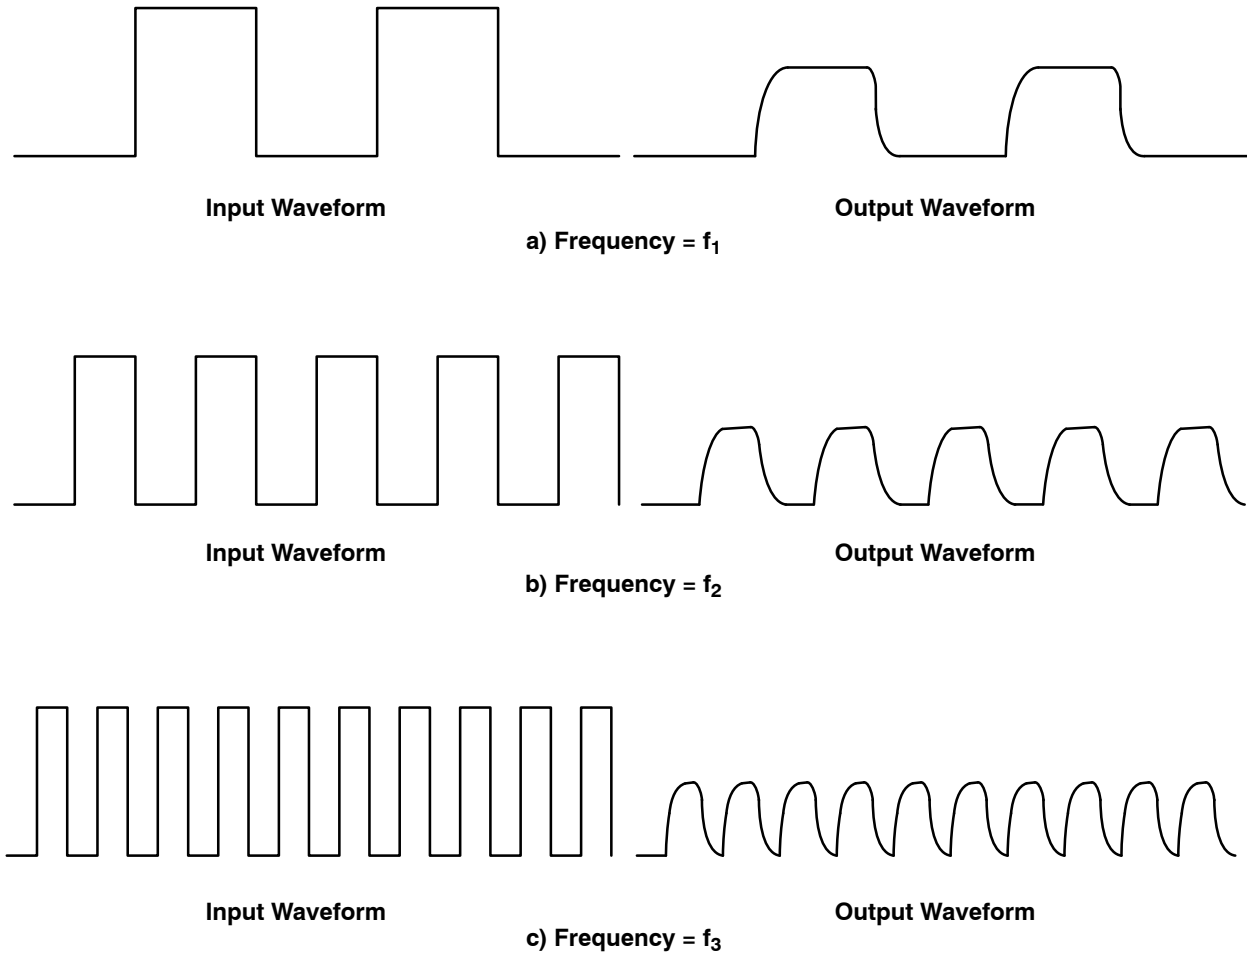 Input Waveform
Output Waveform
a) Frequency = f₁
Input Waveform
Output Waveform
b) Frequency = f₂
Input Waveform
Output Waveform
c) Frequency = f₃